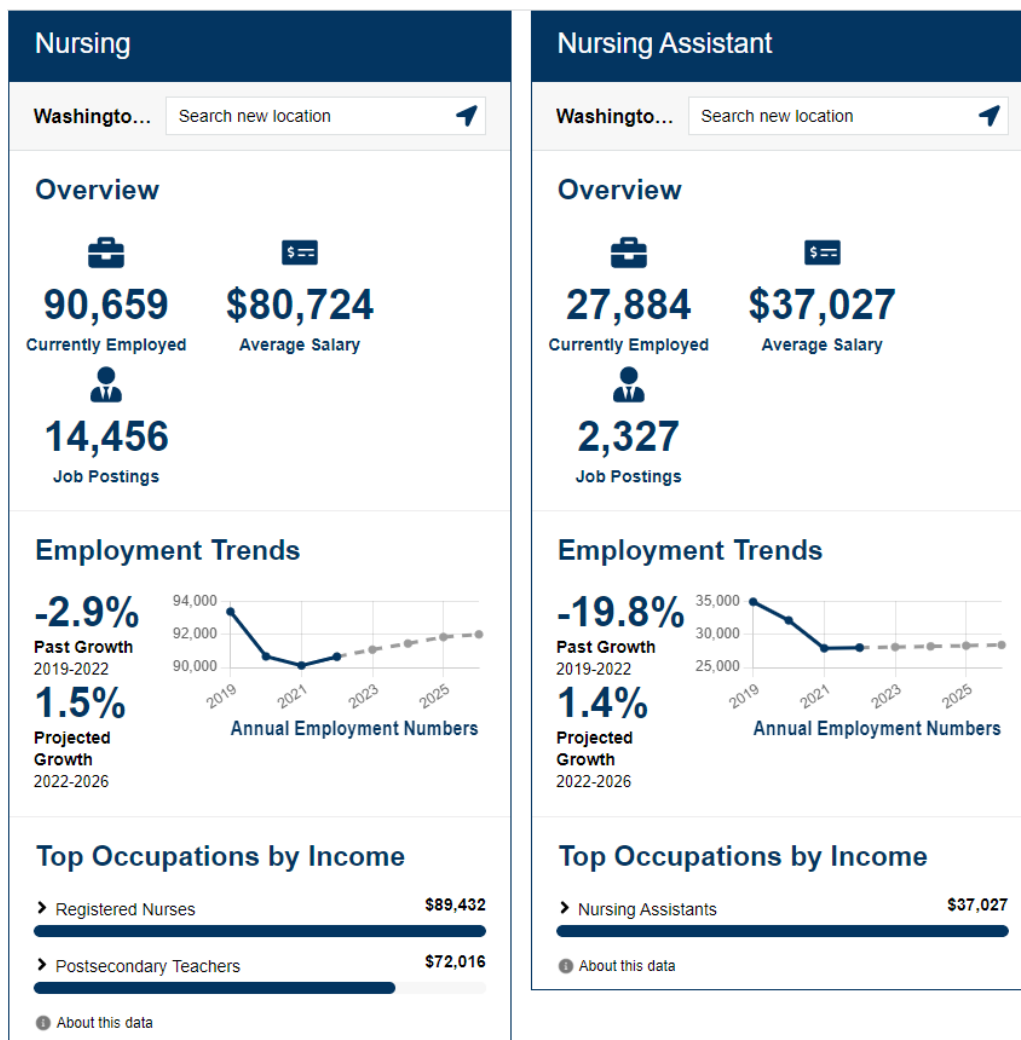 Nursing
Washingto...
Search new location
Overview
90,659
Currently Employed
$80,724
Average Salary
14,456
Job Postings
Employment Trends
-2.9%
Past Growth
2019-2022
1.5%
Projected
Growth
2022-2026
94,000
92,000
90,000
2019
2021
2023
2025
Annual Employment Numbers
Top Occupations by Income
Registered Nurses
$89,432
Postsecondary Teachers
$72,016
About this data
Nursing Assistant
Washingto...
Search new location
Overview
27,884
Currently Employed
$37,027
Average Salary
2,327
Job Postings
Employment Trends
-19.8%
Past Growth
2019-2022
1.4%
Projected
Growth
2022-2026
35,000
30,000
25,000
2019
2021
2023
2025
Annual Employment Numbers
Top Occupations by Income
Nursing Assistants
$37,027
About this data